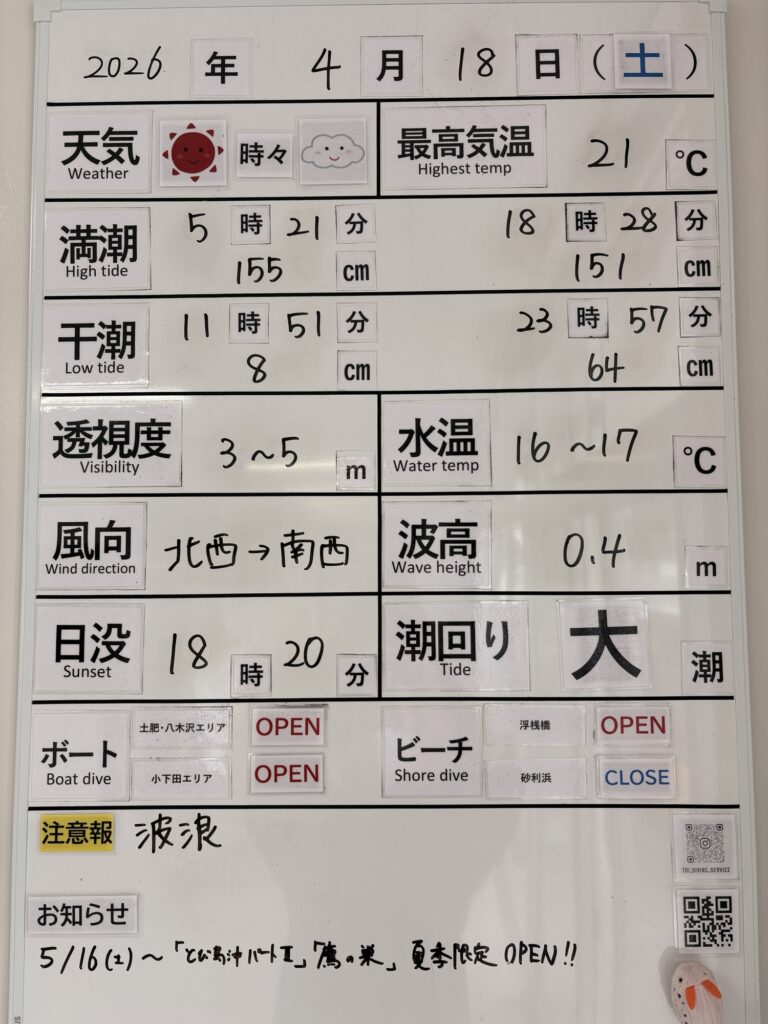 2026 年 4 月 18 日 (土)
天気 時々 最高気温 21 ℃
Weather Highest temp
満潮 5 時 21 分 18 時 28 分
High tide 155 cm 151 cm
干潮 11 時 51 分 23 時 57 分
Low tide 8 cm 64 cm
透視度 3~5 m 水温 16~17 ℃
Visibility Water temp
風向 北西→南西 波高 0.4 m
Wind direction Wave height
日没 18 時 20 分 潮回り 大 潮
Sunset Tide
ボート 土肥・八木沢エリア OPEN ビーチ 浮桟橋 OPEN
Boat dive 小下田エリア OPEN Shore dive 砂利浜 CLOSE
注意報 波浪
TOI_DIVING_SERVICE
お知らせ
5/16(土)~「とび島沖パートⅡ」「鷹の巣」夏季限定 OPEN!!